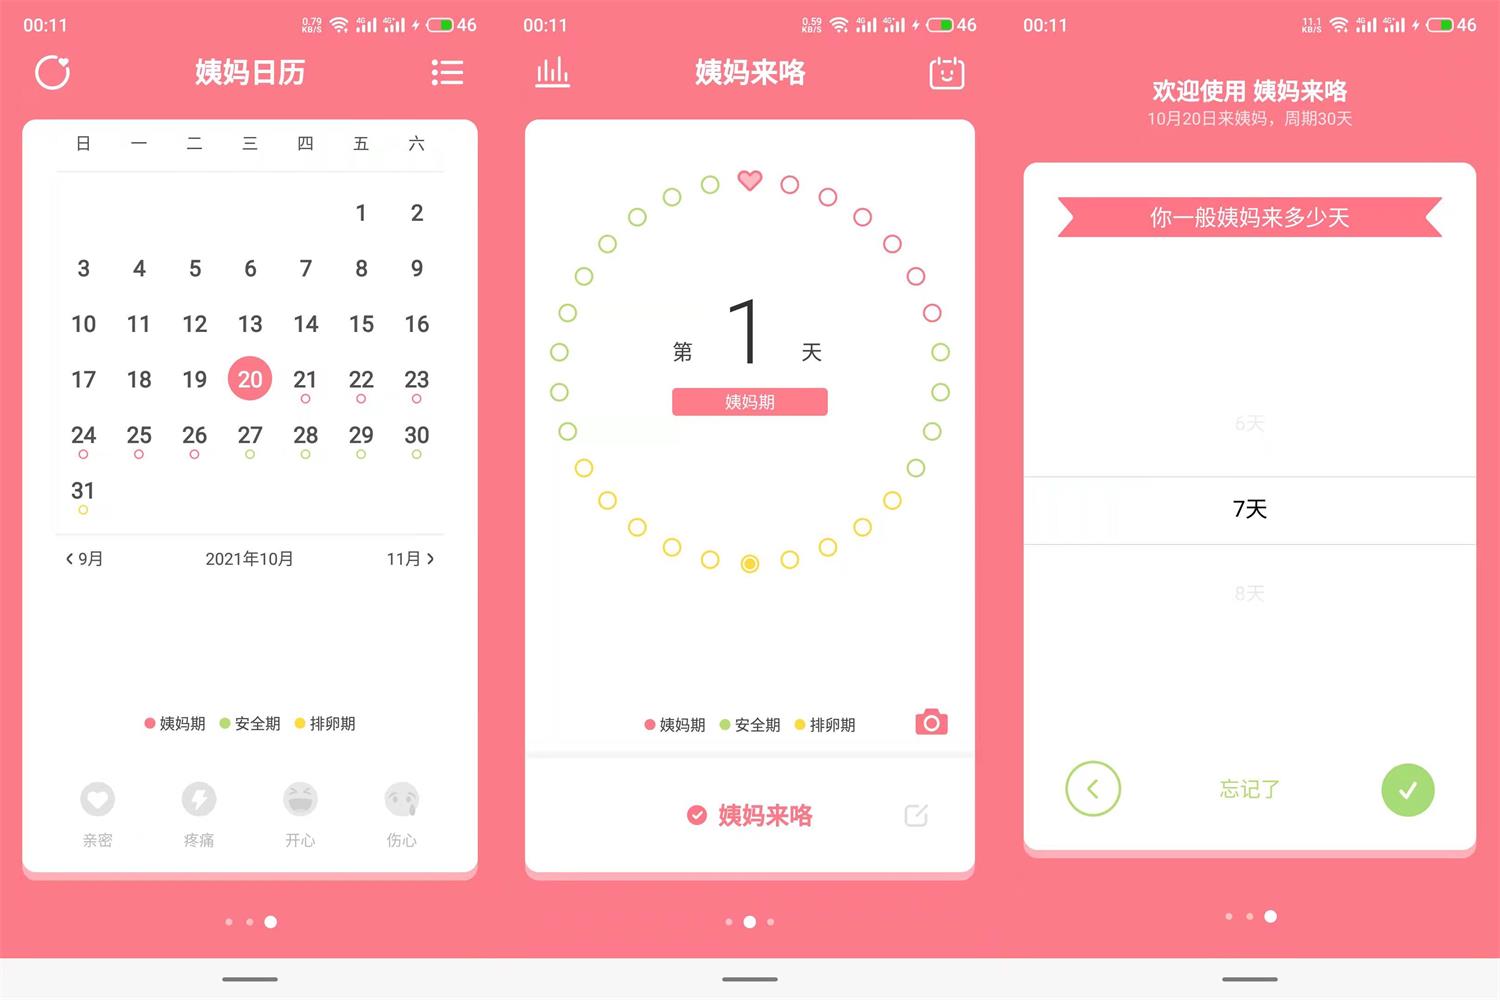 00:11 0.79 KB/S 4G 4G+ 46
姨妈日历
日 一 二 三 四 五 六
1 2
3 4 5 6 7 8 9
10 11 12 13 14 15 16
17 18 19 20 21 22 23
24 25 26 27 28 29 30
31
9月 2021年10月 11月
姨妈期 安全期 排卵期
亲密 疼痛 开心 伤心
00:11 0.59 KB/S 4G 4G+ 46
姨妈来咯
第 1 天
姨妈期
姨妈期 安全期 排卵期
姨妈来咯
00:11 11.1 KB/S 4G 4G+ 46
欢迎使用 姨妈来咯
10月20日来姨妈，周期30天
你一般姨妈来多少天
6天
7天
8天
忘记了